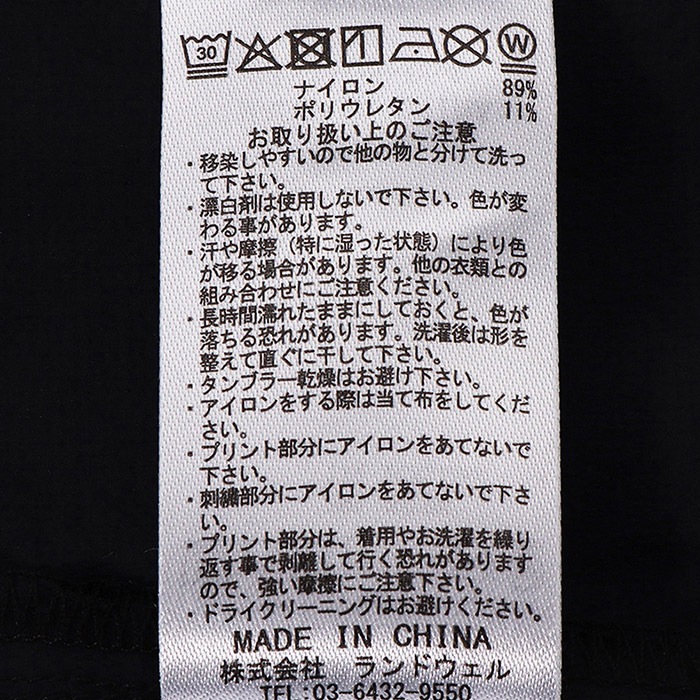 30 W
ナイロン 89%
ポリウレタン 11%
お取り扱い上のご注意
・移染しやすいので他の物と分けて洗っ
て下さい。
・漂白剤は使用しないで下さい。色が変
わる事があります。
・汗や摩擦（特に湿った状態）により色
が移る場合があります。他の衣類との
組み合わせにご注意ください。
・長時間濡れたままにしておくと、色が
落ちる恐れがあります。洗濯後は形を
整えて直ぐに干して下さい。
・タンブラー乾燥はお避け下さい。
・アイロンをする際は当て布をしてくだ
さい。
・プリント部分にアイロンをあてないで
下さい。
・刺繍部分にアイロンをあてないで下さ
い。
・プリント部分は、着用やお洗濯を繰り
返す事で剥離して行く恐れがあります
ので、強い摩擦にご注意下さい。
・ドライクリーニングはお避けください。
MADE IN CHINA
株式会社 ランドウェル
TEL:03-6432-9550